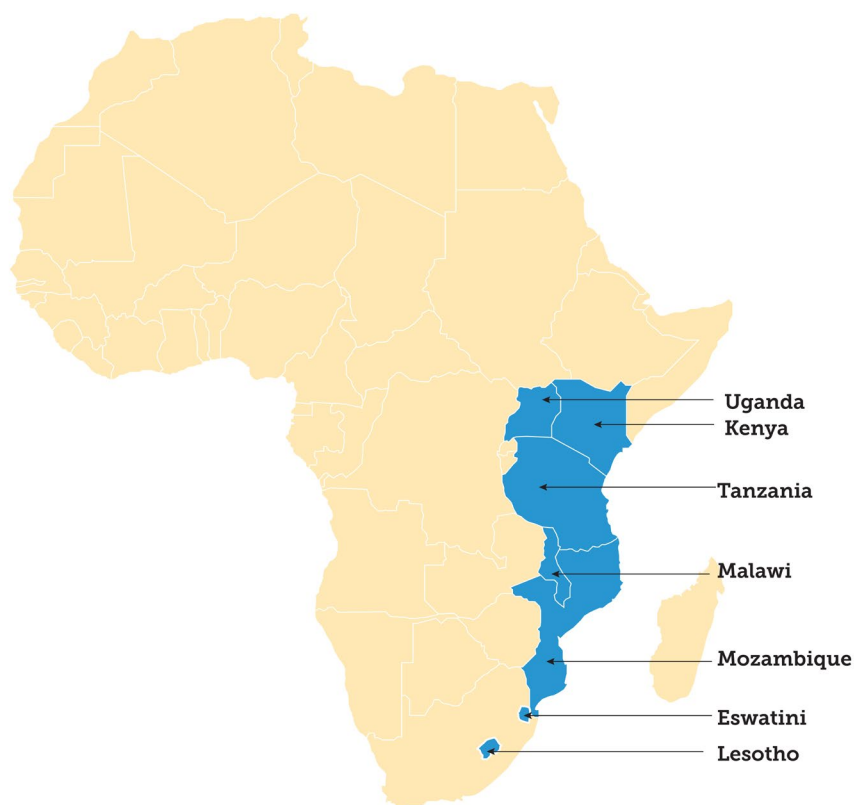 Uganda
Kenya
Tanzania
Malawi
Mozambique
Eswatini
Lesotho